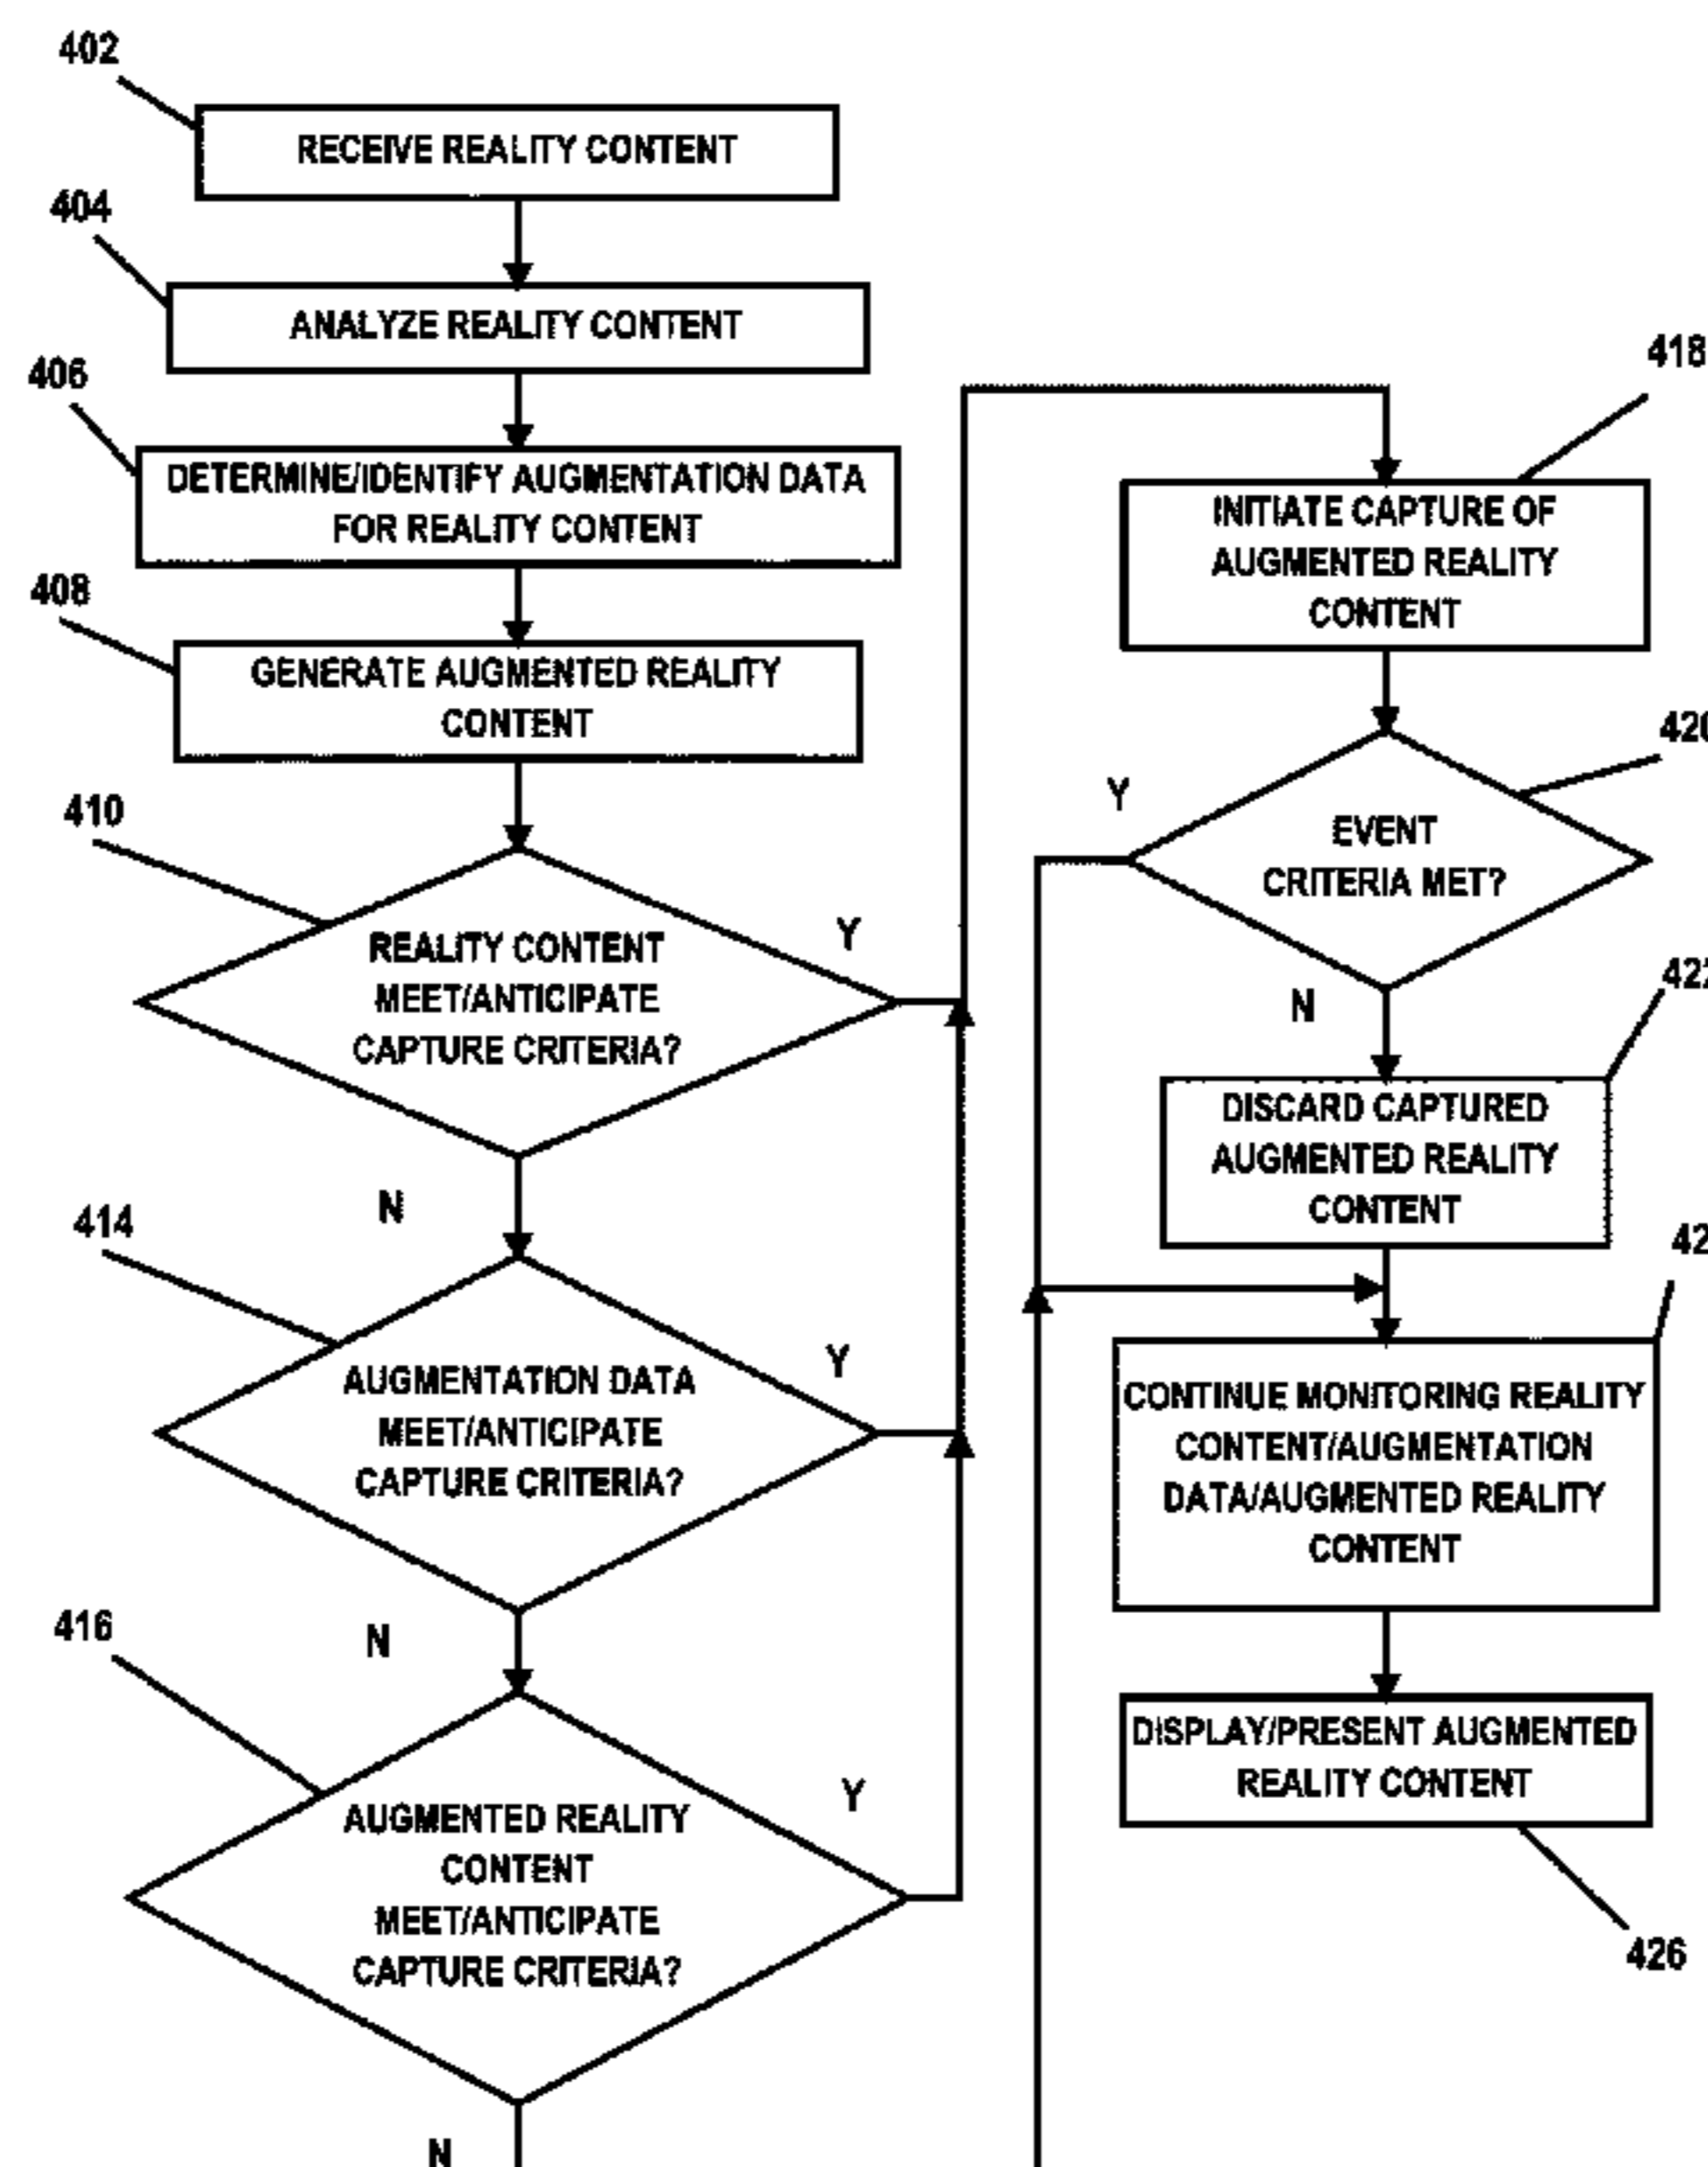 402
RECEIVE REALITY CONTENT
404
ANALYZE REALITY CONTENT
406
DETERMINE/IDENTIFY AUGMENTATION DATA
FOR REALITY CONTENT
408
GENERATE AUGMENTED REALITY
CONTENT
410
REALITY CONTENT
MEET/ANTICIPATE
CAPTURE CRITERIA?
Y
N
414
AUGMENTATION DATA
MEET/ANTICIPATE
CAPTURE CRITERIA?
Y
N
416
AUGMENTED REALITY
CONTENT
MEET/ANTICIPATE
CAPTURE CRITERIA?
Y
N
418
INITIATE CAPTURE OF
AUGMENTED REALITY
CONTENT
420
EVENT
CRITERIA MET?
Y
N
422
DISCARD CAPTURED
AUGMENTED REALITY
CONTENT
CONTINUE MONITORING REALITY
CONTENT/AUGMENTATION
DATA/AUGMENTED REALITY
CONTENT
DISPLAY/PRESENT AUGMENTED
REALITY CONTENT
426